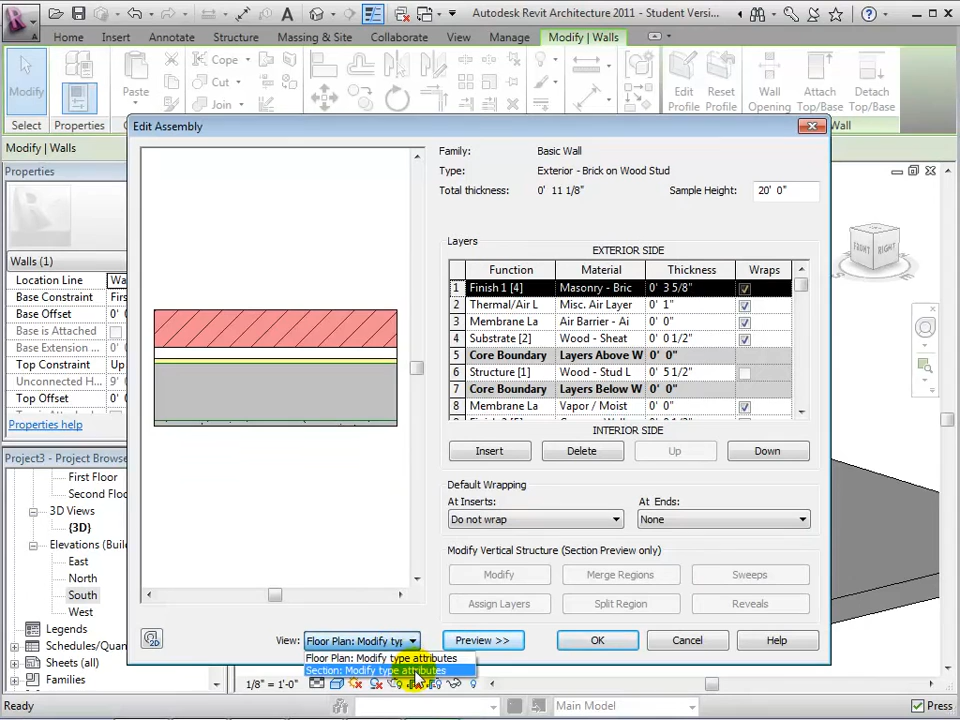 Autodesk Revit Architecture 2011 - Student Versi...
Home Insert Annotate Structure Massing & Site Collaborate View Manage Modify | Walls
Modify Paste Cope Cut Join Edit Profile Reset Profile Wall Opening Attach Top/Base Detach Top/Base
Select Properties Wall
Modify | Walls
Edit Assembly
Properties
Walls (1)
Location Line Wa
Base Constraint Firs
Base Offset 0'
Base is Attached
Base Extension
Top Constraint Up
Unconnected H
Top Offset 0'
Properties help
Project3 - Project Browse
First Floor
Second Floo
3D Views
{3D}
Elevations (Buil
East
North
South
West
Legends
Schedules/Quan
Sheets (all)
Families
Family: Basic Wall
Type: Exterior - Brick on Wood Stud
Total thickness: 0' 11 1/8" Sample Height: 20' 0"
Layers
EXTERIOR SIDE
Function Material Thickness Wraps
1 Finish 1 [4] Masonry - Bric 0' 3 5/8"
2 Thermal/Air L Misc. Air Layer 0' 1"
3 Membrane La Air Barrier - Ai 0' 0"
4 Substrate [2] Wood - Sheat 0' 0 1/2"
5 Core Boundary Layers Above W 0' 0"
6 Structure [1] Wood - Stud L 0' 5 1/2"
7 Core Boundary Layers Below W 0' 0"
8 Membrane La Vapor / Moist 0' 0"
INTERIOR SIDE
Insert Delete Up Down
Default Wrapping
At Inserts: At Ends:
Do not wrap None
Modify Vertical Structure (Section Preview only)
Modify Merge Regions Sweeps
Assign Layers Split Region Reveals
View: Floor Plan: Modify typ Preview >> OK Cancel Help
Floor Plan: Modify type attributes
Section: Modify type attributes
FRONT RIGHT
1/8" = 1'-0"
Ready :0 Main Model Press